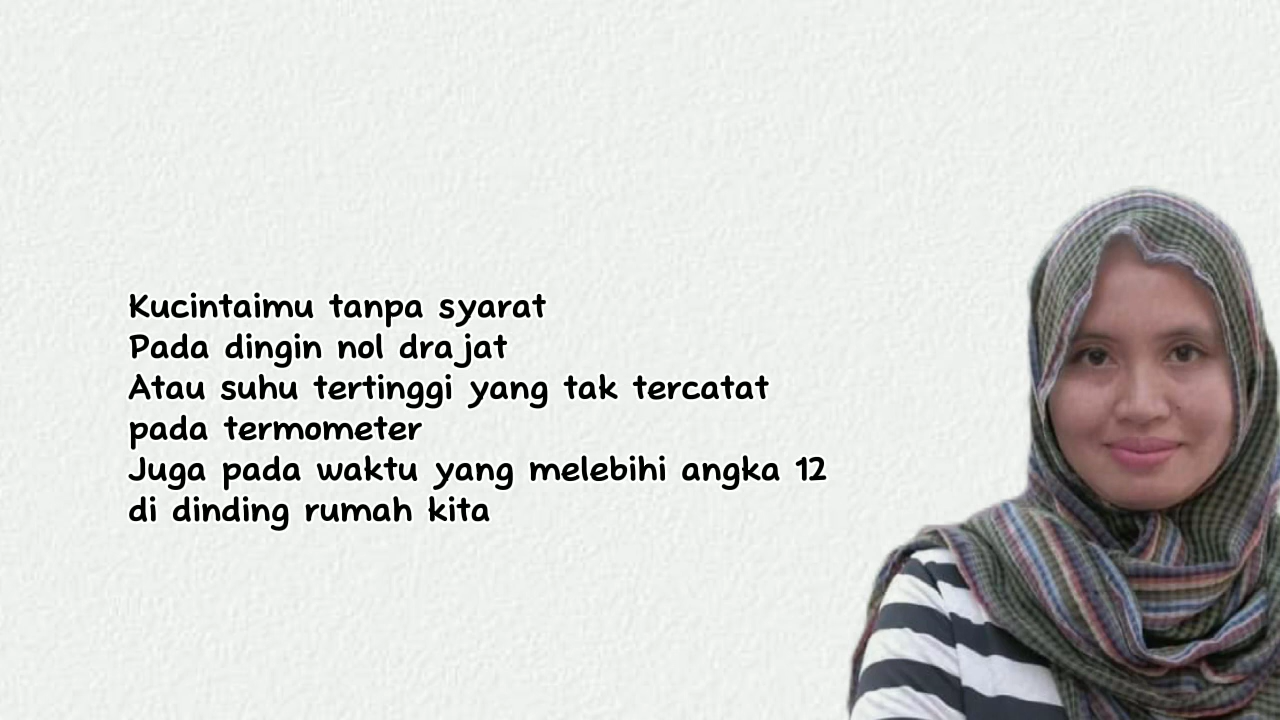 Kucintaimu tanpa syarat
Pada dingin nol drajat
Atau suhu tertinggi yang tak tercatat
pada termometer
Juga pada waktu yang melebihi angka 12
di dinding rumah kita